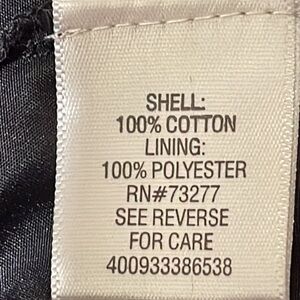 SHELL:
100% COTTON
LINING:
100% POLYESTER
RN#73277
SEE REVERSE
FOR CARE
400933386538